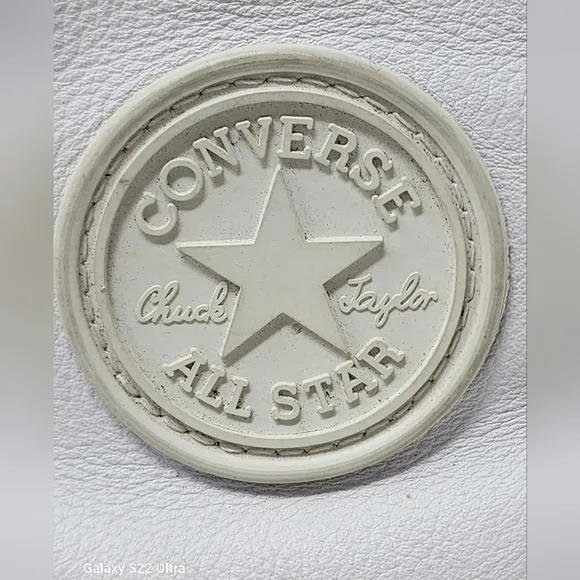 CONVERSE
Chuck Taylor
ALL STAR
Galaxy S22 Ultra